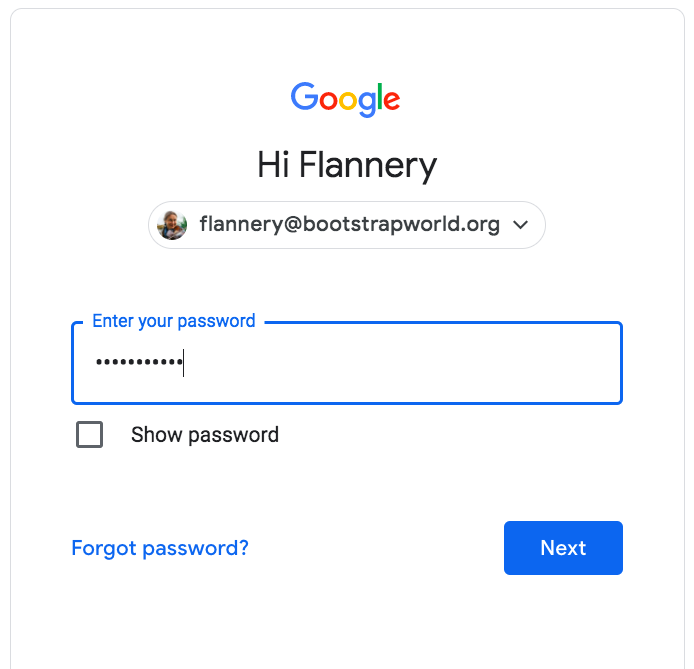 Google
Hi Flannery
flannery@bootstrapworld.org
Enter your password
•••••••••••
Show password
Forgot password?
Next